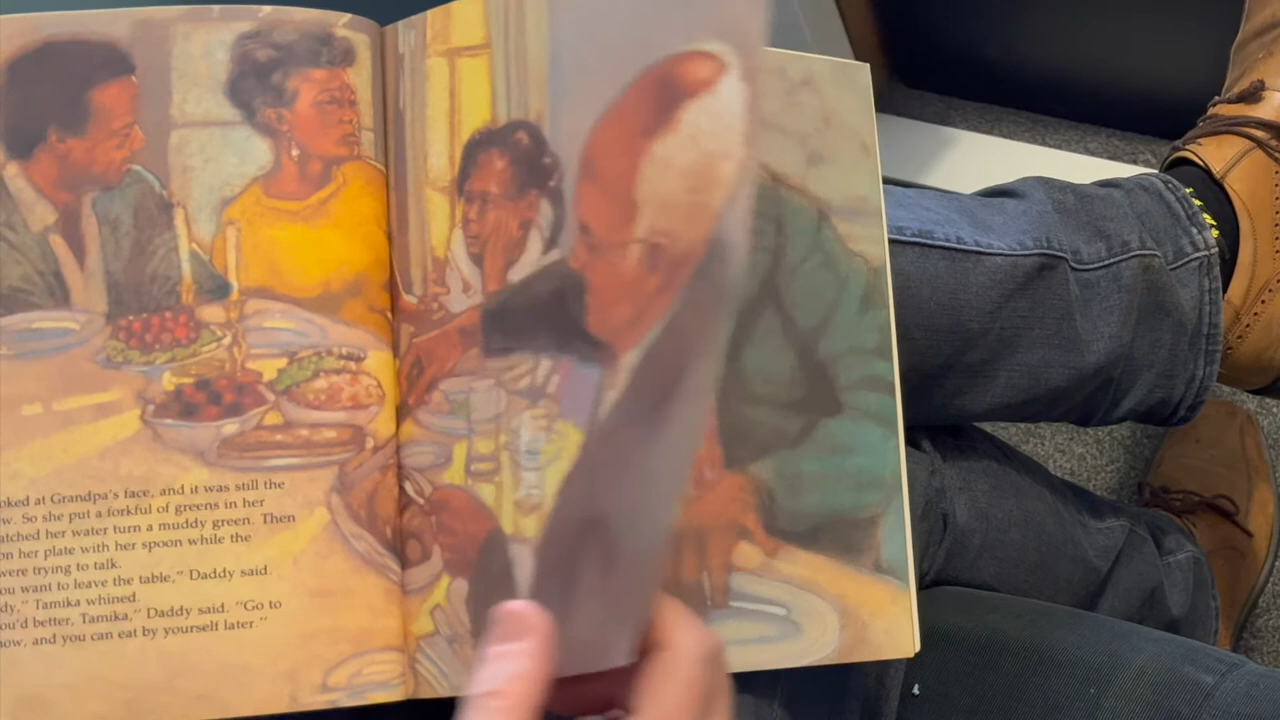 oked at Grandpa's face, and it was still the
w. So she put a forkful of greens in her
atched her water turn a muddy green. Then
on her plate with her spoon while the
were trying to talk.
ou want to leave the table," Daddy said.
dy," Tamika whined.
ou'd better, Tamika," Daddy said. "Go to
now, and you can eat by yourself later."